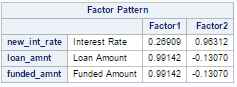 Factor Pattern
Factor1 Factor2
new_int_rate Interest Rate 0.26909 0.96312
loan_amnt Loan Amount 0.99142 -0.13070
funded_amnt Funded Amount 0.99142 -0.13070